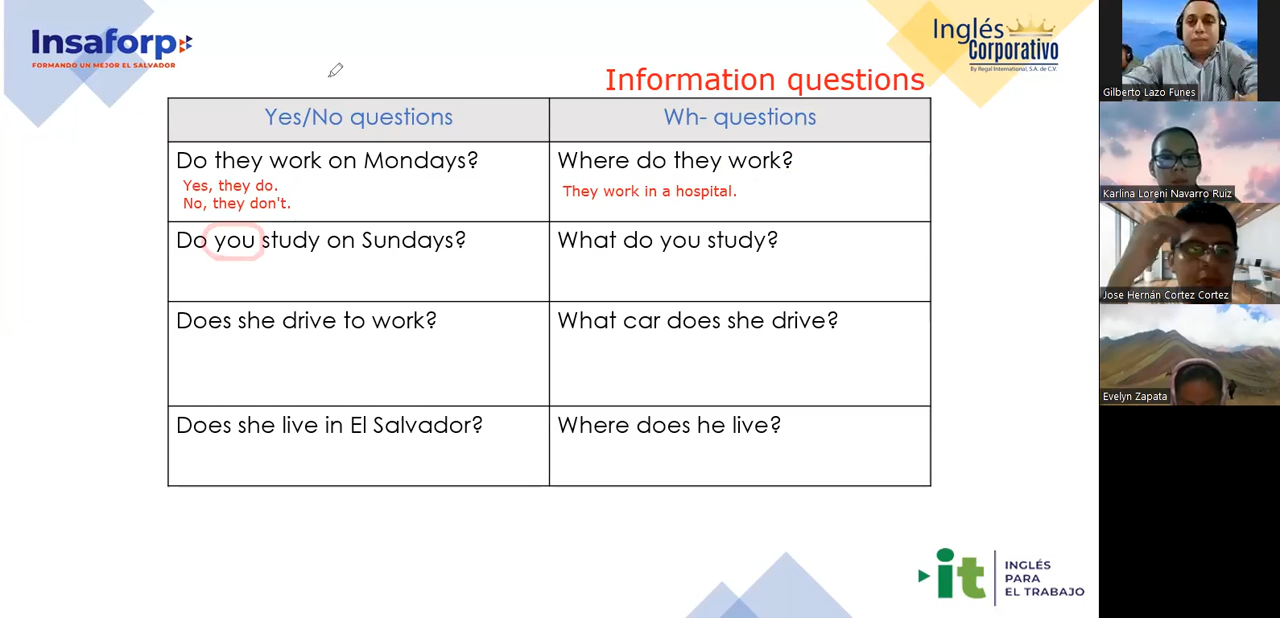 Insaforp
FORMANDO UN MEJOR EL SALVADOR
Inglés
Corporativo
By Regal International, S.A. de C.V.
Information questions
Yes/No questions
Wh- questions
Do they work on Mondays?
Yes, they do.
No, they don't.
Where do they work?
They work in a hospital.
Do you study on Sundays?
What do you study?
Does she drive to work?
What car does she drive?
Does she live in El Salvador?
Where does he live?
it
INGLÉS
PARA
EL TRABAJO
Gilberto Lazo Funes
Karlina Loreni Navarro Ruiz
Jose Hernán Cortez Cortez
Evelyn Zapata